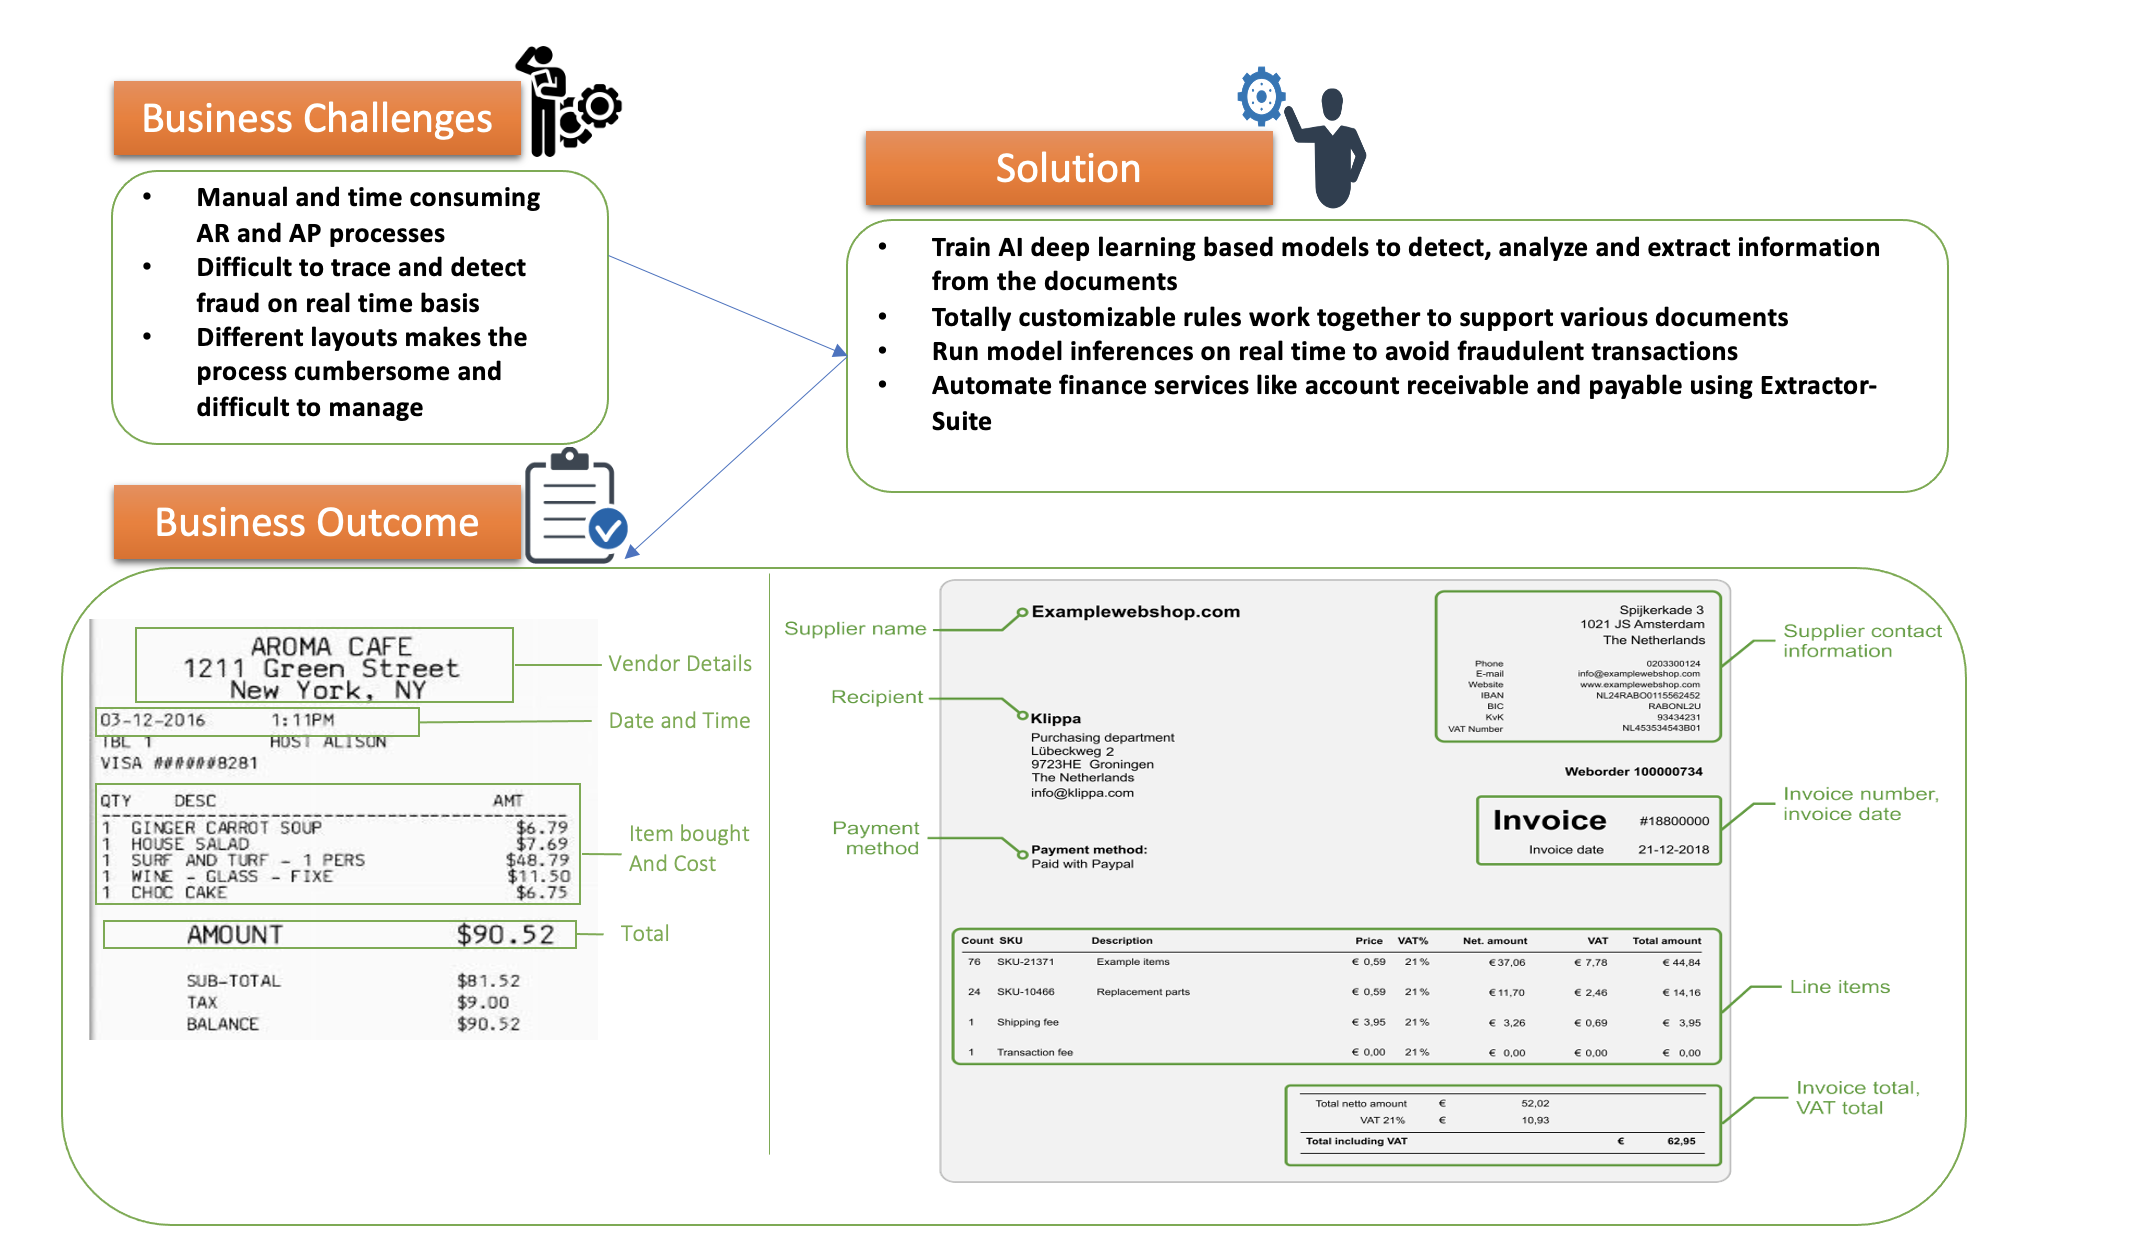 Business Challenges
• Manual and time consuming
AR and AP processes
• Difficult to trace and detect
fraud on real time basis
• Different layouts makes the
process cumbersome and
difficult to manage
Solution
• Train AI deep learning based models to detect, analyze and extract information
from the documents
• Totally customizable rules work together to support various documents
• Run model inferences on real time to avoid fraudulent transactions
• Automate finance services like account receivable and payable using Extractor-
Suite
Business Outcome
AROMA CAFE
1211 Green Street
New York, NY
Vendor Details
03-12-2016 1:11PM
Date and Time
TBL 1 HOST ALISON
VISA ######8281
QTY DESC AMT
1 GINGER CARROT SOUP $6.79
1 HOUSE SALAD $7.69
1 SURF AND TURF - 1 PERS $48.79
1 WINE - GLASS - FIXE $11.50
1 CHOC CAKE $6.75
Item bought
And Cost
AMOUNT $90.52
Total
SUB-TOTAL $81.52
TAX $9.00
BALANCE $90.52
Supplier name
Examplewebshop.com
Spijkerkade 3
1021 JS Amsterdam
The Netherlands
Phone 0203300124
E-mail info@examplewebshop.com
Website www.examplewebshop.com
IBAN NL24RABO0115562452
BIC RABONL2U
KvK 93434231
VAT Number NL453534543B01
Supplier contact
information
Recipient
Klippa
Purchasing department
Lübeckweg 2
9723HE Groningen
The Netherlands
info@klippa.com
Weborder 100000734
Invoice #18800000
Invoice date 21-12-2018
Invoice number,
invoice date
Payment
method
Payment method:
Paid with Paypal
Count SKU Description Price VAT% Net. amount VAT Total amount
76 SKU-21371 Example items € 0,59 21% € 37,06 € 7,78 € 44,84
24 SKU-10466 Replacement parts € 0,59 21% € 11,70 € 2,46 € 14,16
1 Shipping fee € 3,95 21% € 3,26 € 0,69 € 3,95
1 Transaction fee € 0,00 21% € 0,00 € 0,00 € 0,00
Line items
Total netto amount € 52,02
VAT 21% € 10,93
Total including VAT € 62,95
Invoice total,
VAT total